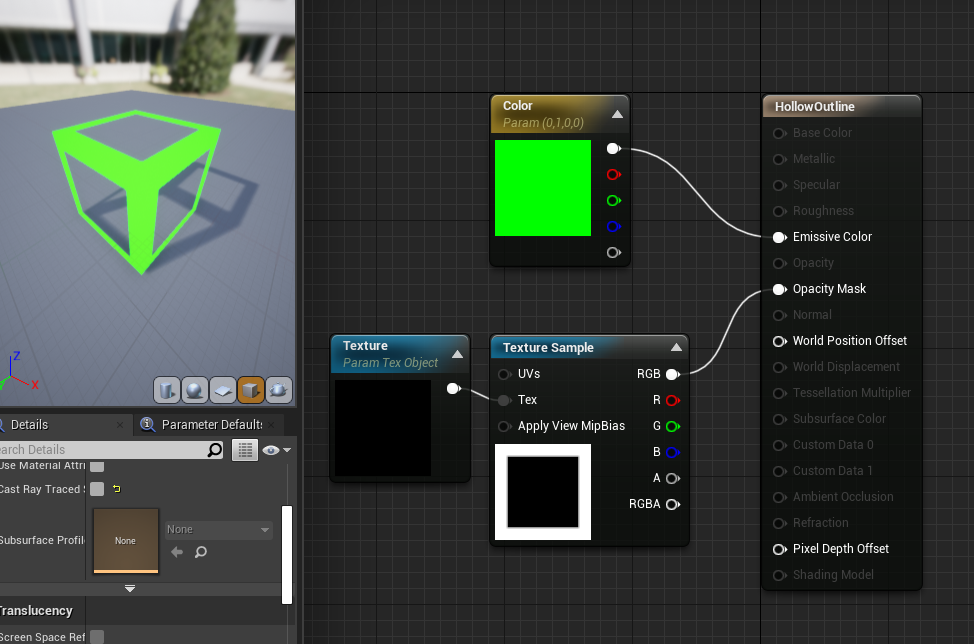 Z
X
Details
Parameter Defaults
earch Details
Use Material Attri
Cast Ray Traced S
Subsurface Profile
None
None
Translucency
Screen Space Ref
Color
Param (0,1,0,0)
Texture
Param Tex Object
Texture Sample
UVs
RGB
Tex
R
Apply View MipBias
G
B
A
RGBA
HollowOutline
Base Color
Metallic
Specular
Roughness
Emissive Color
Opacity
Opacity Mask
Normal
World Position Offset
World Displacement
Tessellation Multiplier
Subsurface Color
Custom Data 0
Custom Data 1
Ambient Occlusion
Refraction
Pixel Depth Offset
Shading Model